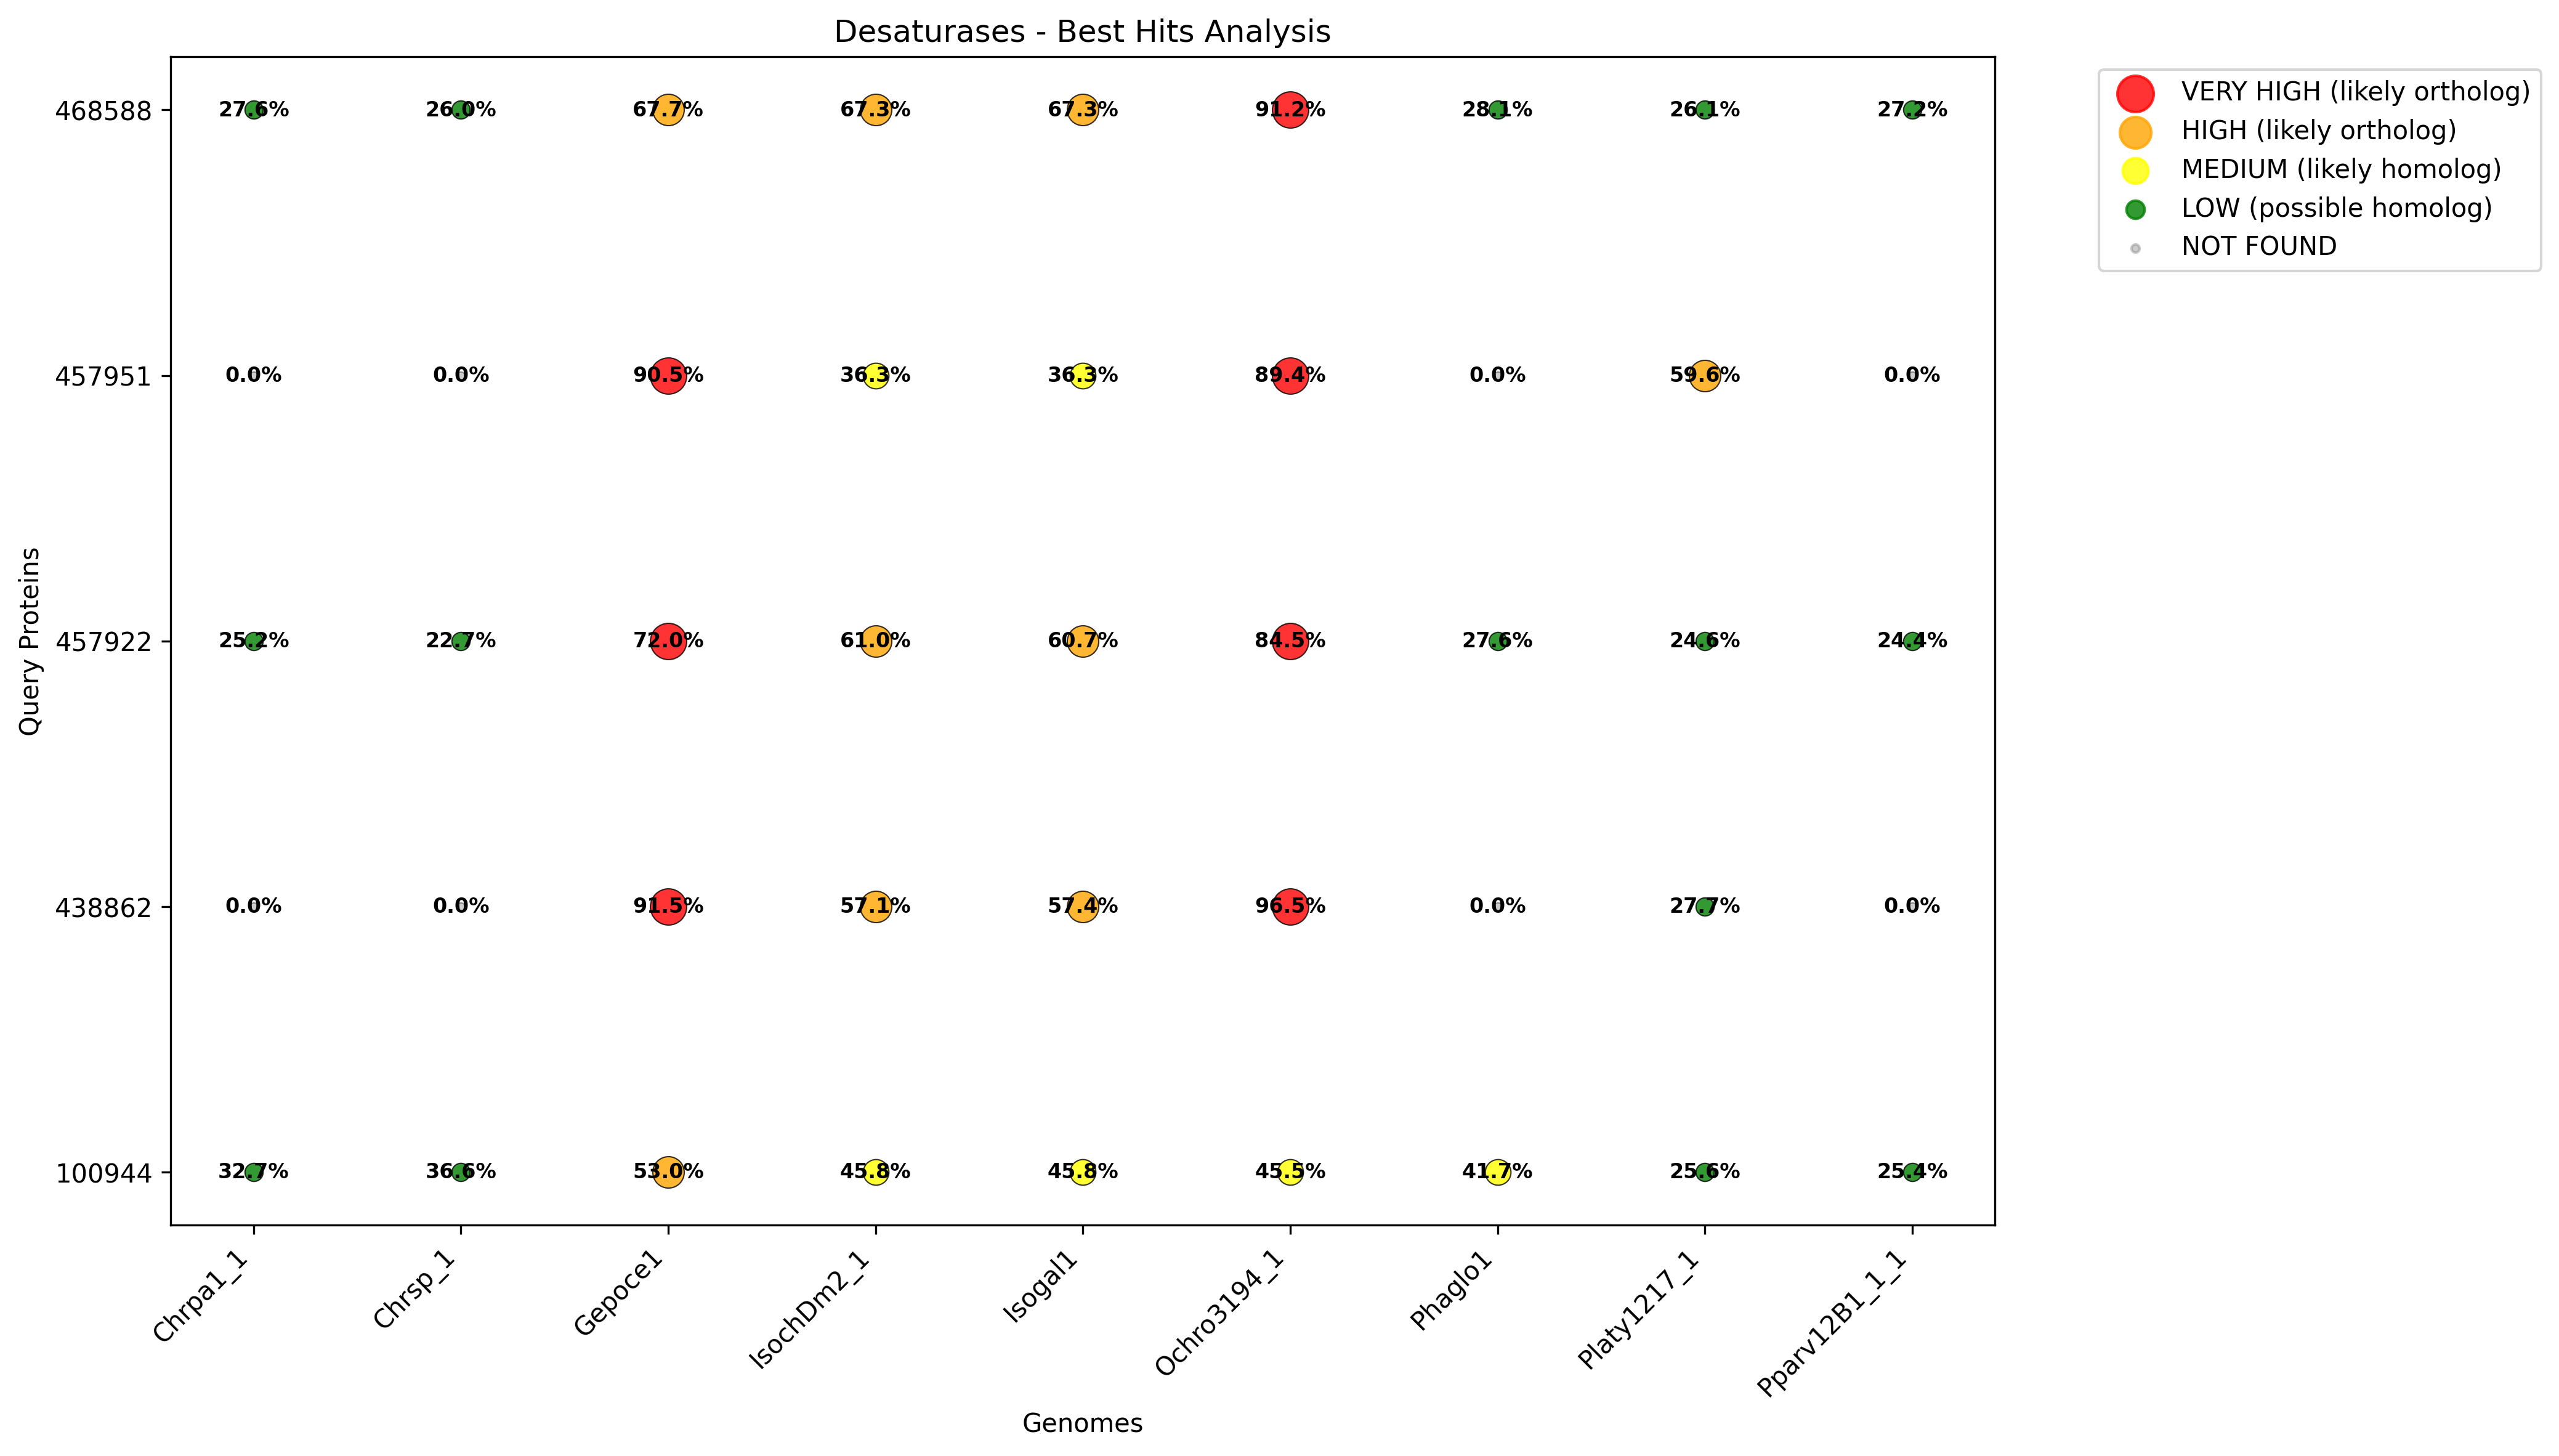 Desaturases - Best Hits Analysis
VERY HIGH (likely ortholog)
HIGH (likely ortholog)
MEDIUM (likely homolog)
LOW (possible homolog)
NOT FOUND
Query Proteins
468588 27.6% 26.0% 67.7% 67.3% 67.3% 91.2% 28.1% 26.1% 27.2%
457951 0.0% 0.0% 90.5% 36.3% 36.3% 89.4% 0.0% 59.6% 0.0%
457922 25.2% 22.7% 72.0% 61.0% 60.7% 84.5% 27.6% 24.6% 24.4%
438862 0.0% 0.0% 91.5% 57.1% 57.4% 96.5% 0.0% 27.7% 0.0%
100944 32.7% 36.6% 53.0% 45.8% 45.8% 45.5% 41.7% 25.6% 25.4%
Chrpa1_1 Chrsp_1 Gepoce1 IsochDm2_1 Isogal1 Ochro3194_1 Phaglo1 Platy1217_1 Pparv12B1_1_1
Genomes